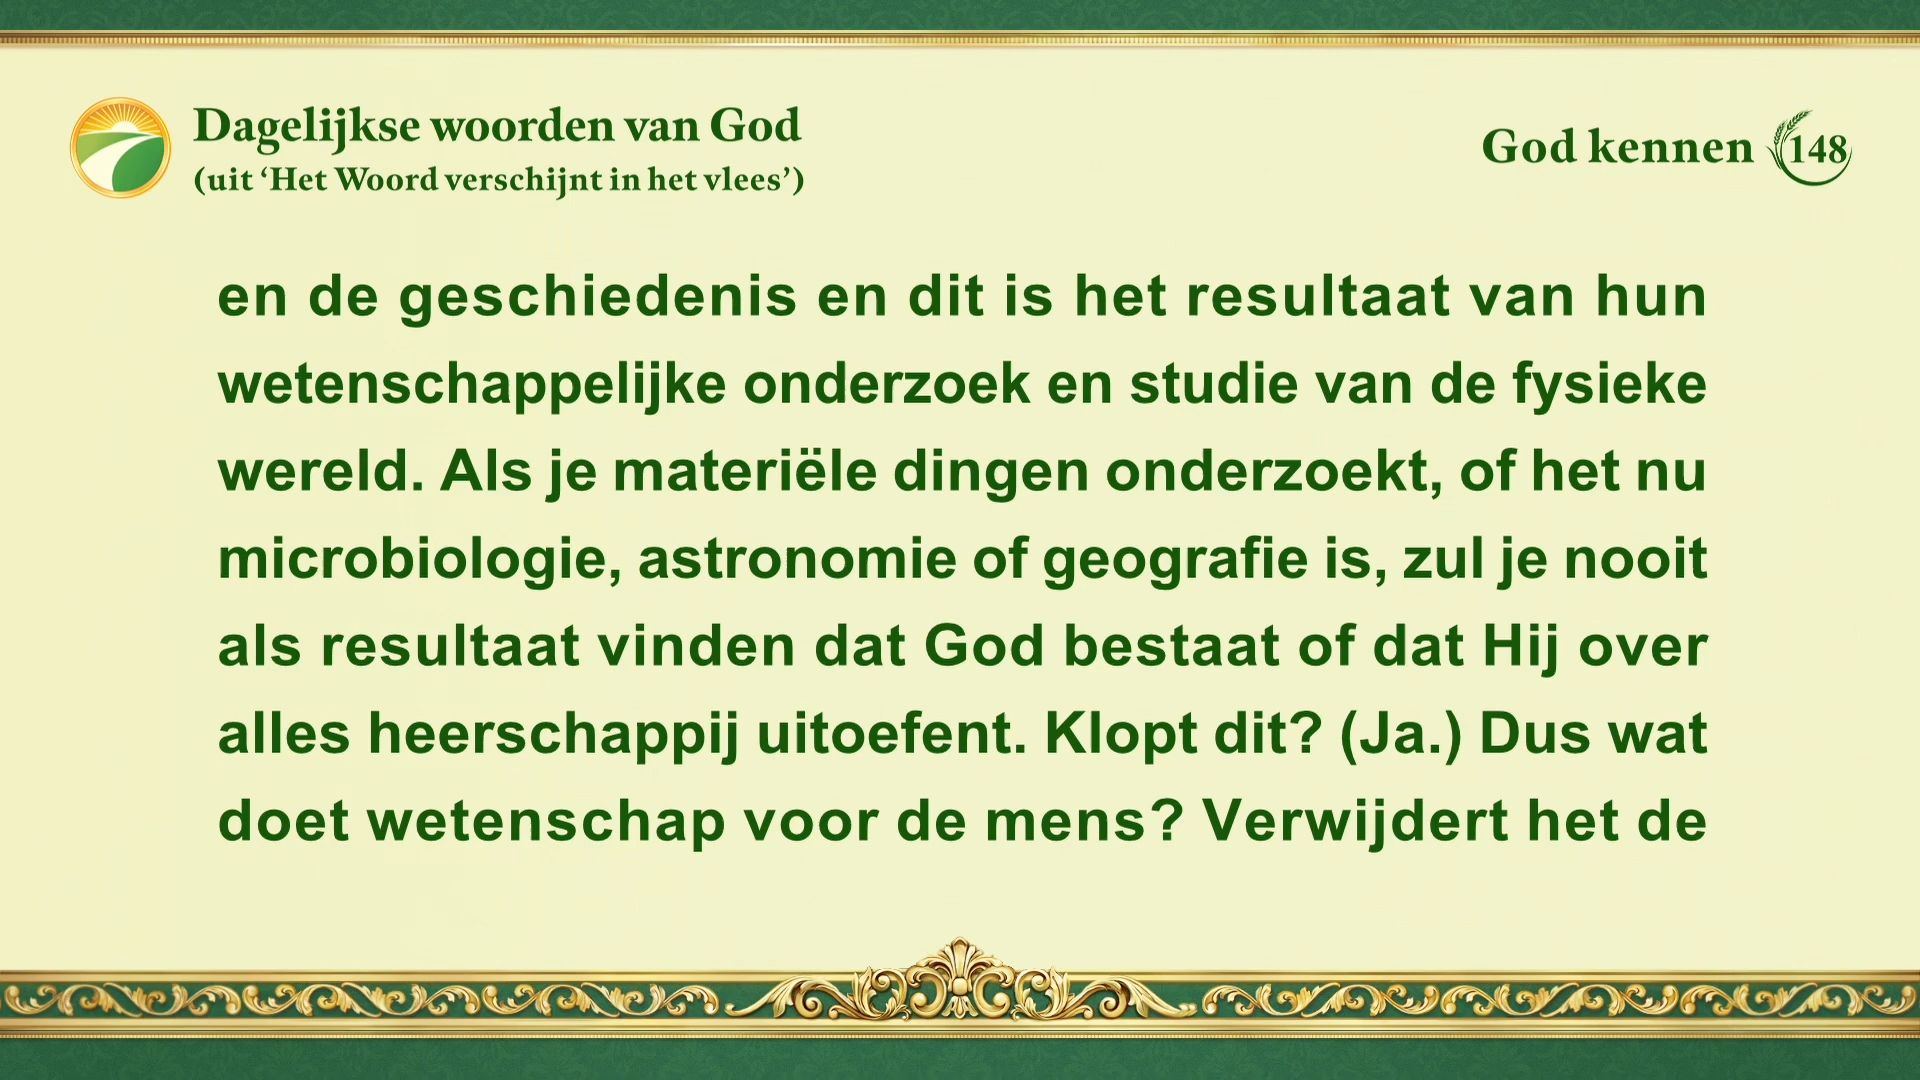 Dagelijkse woorden van God
(uit ‘Het Woord verschijnt in het vlees’)
God kennen 148
en de geschiedenis en dit is het resultaat van hun
wetenschappelijke onderzoek en studie van de fysieke
wereld. Als je materiële dingen onderzoekt, of het nu
microbiologie, astronomie of geografie is, zul je nooit
als resultaat vinden dat God bestaat of dat Hij over
alles heerschappij uitoefent. Klopt dit? (Ja.) Dus wat
doet wetenschap voor de mens? Verwijdert het de